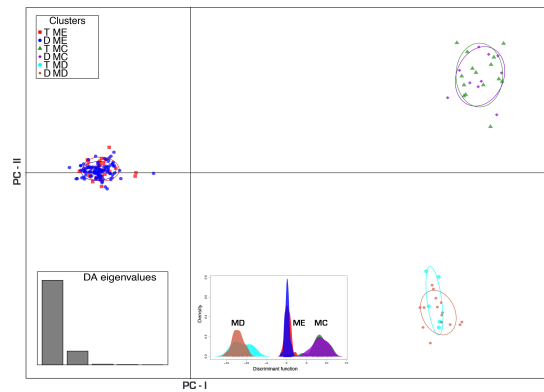 Clusters
T ME
D ME
T MC
D MC
T MD
D MD
PC - II
DA eigenvalues
MD
ME
MC
Density
Discriminant function
PC - I